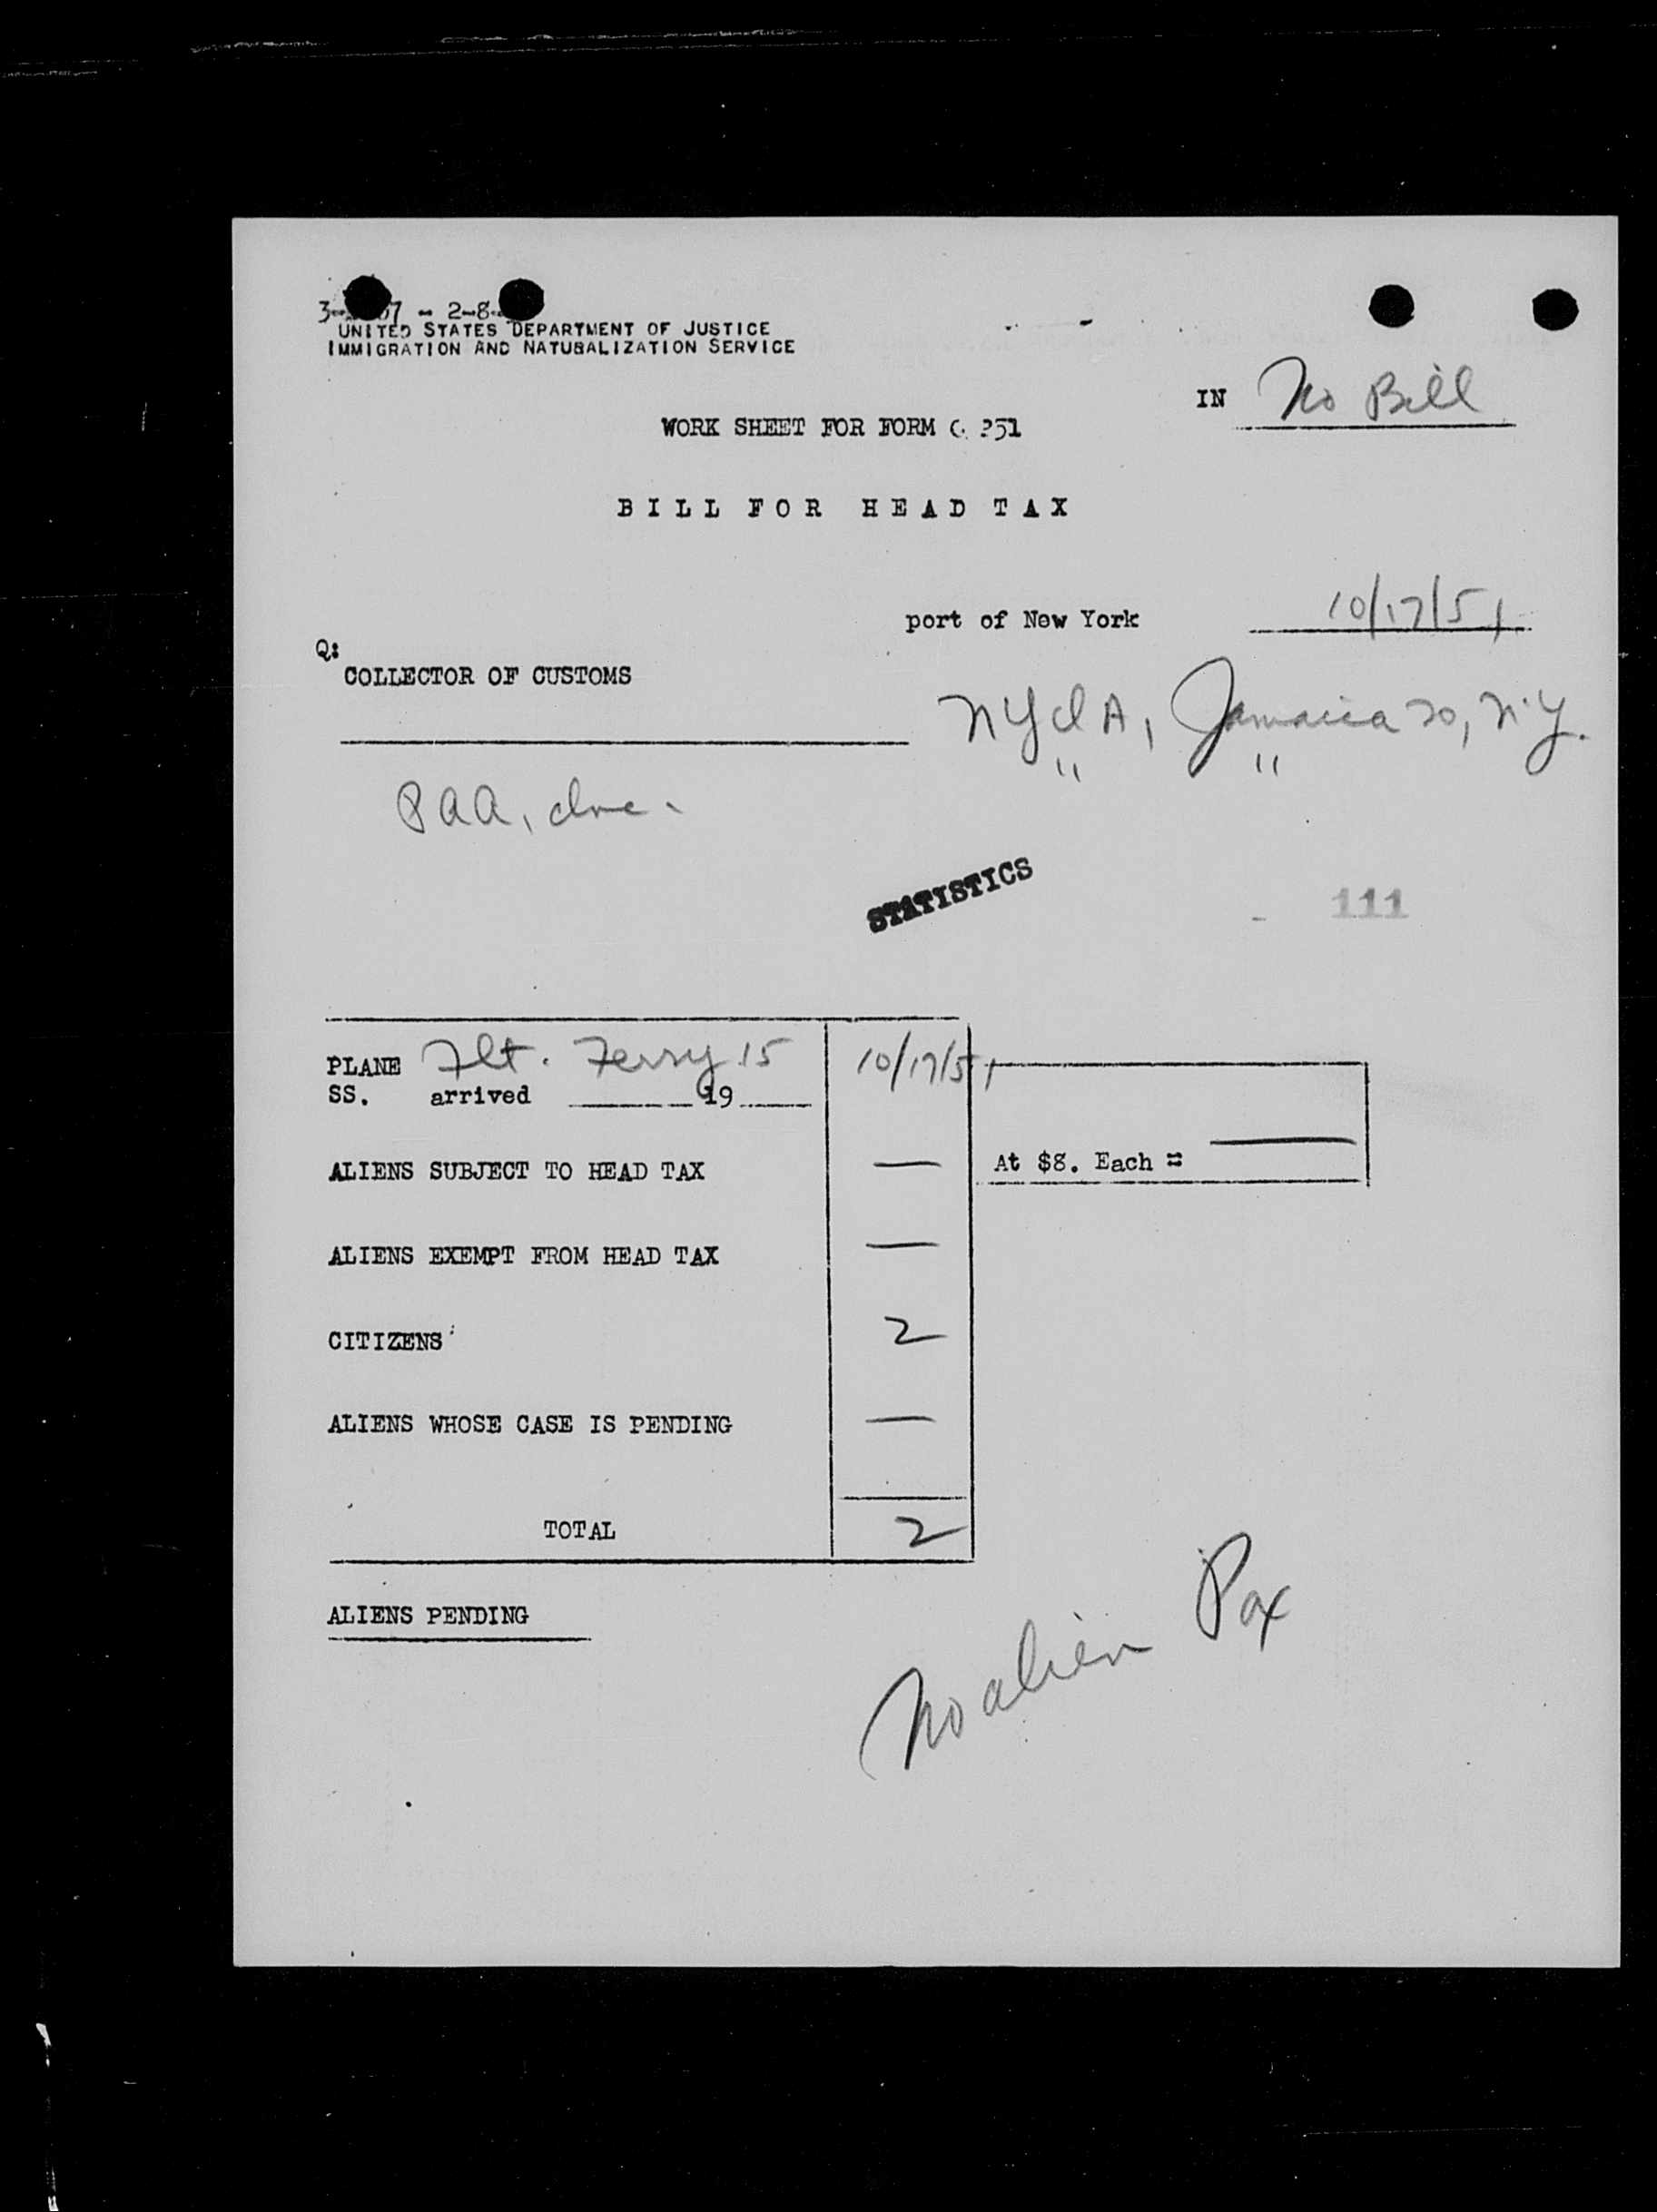 - 2-8-
UNITED STATES DEPARTMENT OF JUSTICE
IMMIGRATION AND NATURALIZATION SERVICE
IN No Bill
WORK SHEET FOR FORM
BILL FOR HEAD TAX
port of New York 10/17/51
Q:
COLLECTOR OF CUSTOMS
NYIA, Jamaica 20, N.Y.
" "
PAA, Inc.
STATISTICS
111
PLANE Flt. Ferry 15 10/17/51
SS. arrived 19
ALIENS SUBJECT TO HEAD TAX — At $8. Each =
ALIENS EXEMPT FROM HEAD TAX —
CITIZENS 2
ALIENS WHOSE CASE IS PENDING —
TOTAL 2
ALIENS PENDING
No alien Pax